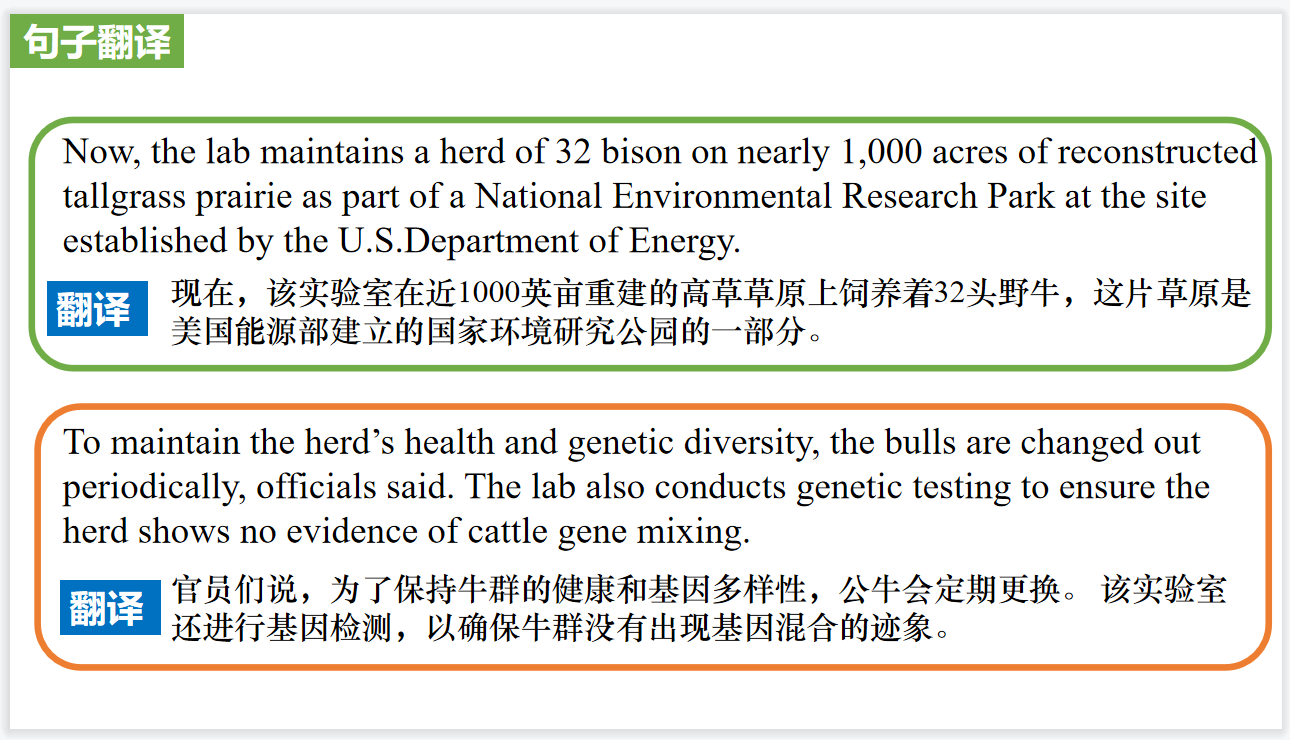 句子翻译
Now, the lab maintains a herd of 32 bison on nearly 1,000 acres of reconstructed
tallgrass prairie as part of a National Environmental Research Park at the site
established by the U.S.Department of Energy.
翻译
现在，该实验室在近1000英亩重建的高草草原上饲养着32头野牛，这片草原是
美国能源部建立的国家环境研究公园的一部分。
To maintain the herd’s health and genetic diversity, the bulls are changed out
periodically, officials said. The lab also conducts genetic testing to ensure the
herd shows no evidence of cattle gene mixing.
翻译
官员们说，为了保持牛群的健康和基因多样性，公牛会定期更换。 该实验室
还进行基因检测，以确保牛群没有出现基因混合的迹象。